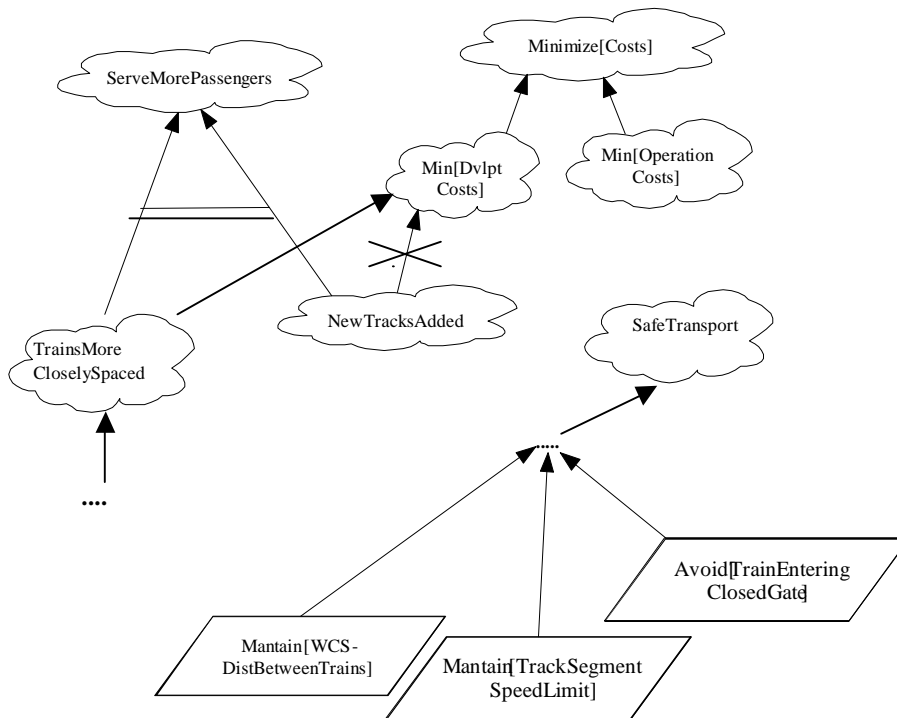 Minimize[Costs]
ServeMorePassengers
Min[Dvlpt
Costs]
Min[Operation
Costs]
NewTracksAdded
SafeTransport
TrainsMore
CloselySpaced
.....
....
Avoid[TrainEntering
ClosedGate]
Mantain[WCS-
DistBetweenTrains]
Mantain[TrackSegment
SpeedLimit]